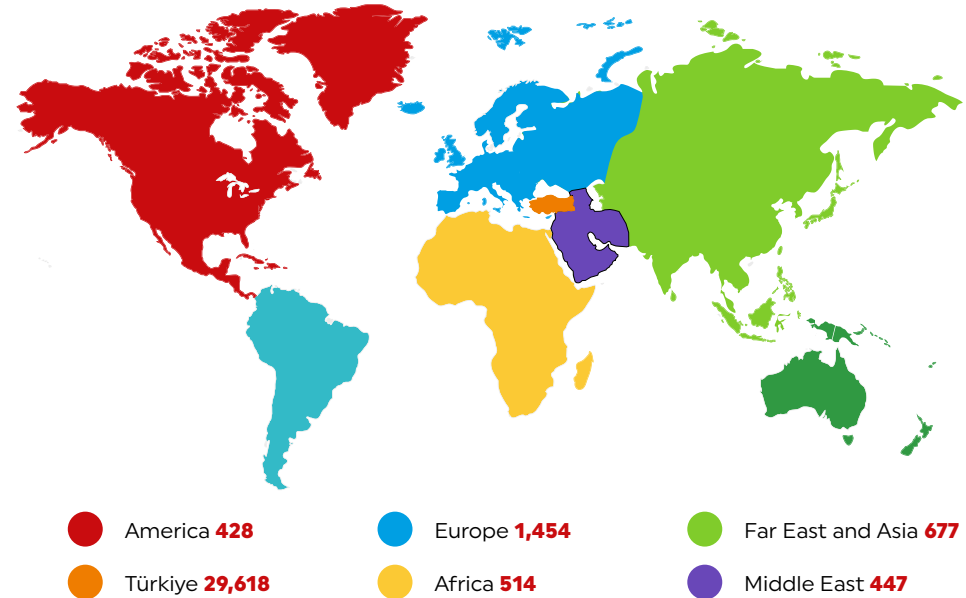 America 428
Europe 1,454
Far East and Asia 677
Türkiye 29,618
Africa 514
Middle East 447